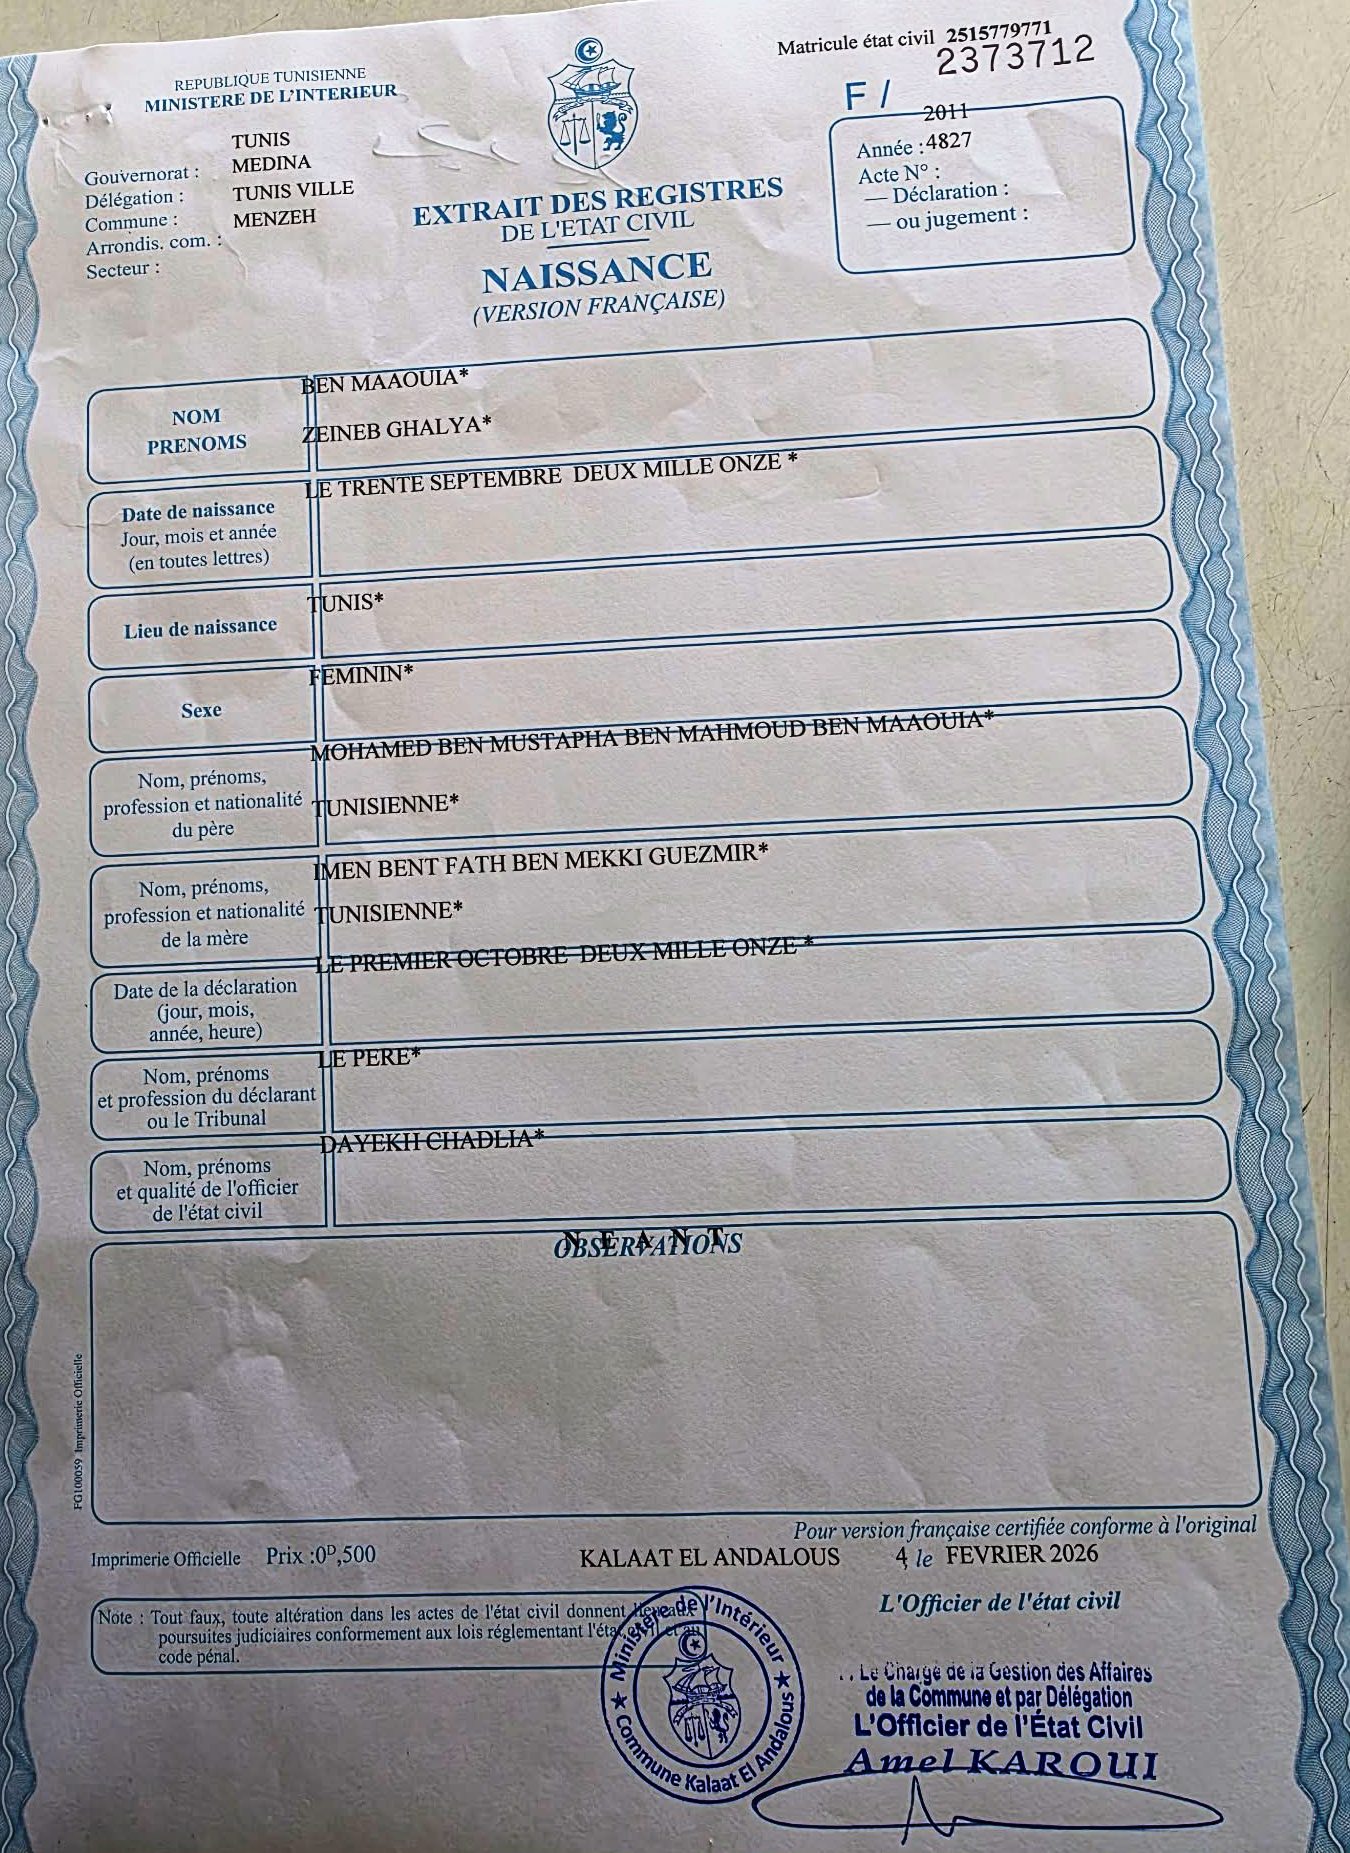 Matricule état civil 2515779771
2373712
F /
REPUBLIQUE TUNISIENNE
MINISTERE DE L'INTERIEUR
Gouvernorat : TUNIS
Délégation : MEDINA
Commune : TUNIS VILLE
Arrondis. com. : MENZEH
Secteur :
2011
Année : 4827
Acte N° :
— Déclaration :
— ou jugement :
EXTRAIT DES REGISTRES
DE L'ETAT CIVIL
NAISSANCE
(VERSION FRANÇAISE)
NOM
PRENOMS
BEN MAAOUIA*
ZEINEB GHALYA*
Date de naissance
Jour, mois et année
(en toutes lettres)
LE TRENTE SEPTEMBRE DEUX MILLE ONZE *
Lieu de naissance
TUNIS*
Sexe
FEMININ*
Nom, prénoms,
profession et nationalité
du père
MOHAMED BEN MUSTAPHA BEN MAHMOUD BEN MAAOUIA*
TUNISIENNE*
Nom, prénoms,
profession et nationalité
de la mère
IMEN BENT FATH BEN MEKKI GUEZMIR*
TUNISIENNE*
Date de la déclaration
(jour, mois,
année, heure)
LE PREMIER OCTOBRE DEUX MILLE ONZE *
Nom, prénoms
et profession du déclarant
ou le Tribunal
LE PERE*
Nom, prénoms
et qualité de l'officier
de l'état civil
DAYEKH CHADLIA*
OBSERVATIONS
N E A N T
FG100059 Imprimerie Officielle
Pour version française certifiée conforme à l'original
Imprimerie Officielle Prix :0ᴰ,500
KALAAT EL ANDALOUS 4 le FEVRIER 2026
L'Officier de l'état civil
Note : Tout faux, toute altération dans les actes de l'état civil donnent lieu aux
poursuites judiciaires conformement aux lois réglementant l'état civil et au
code pénal.
★ Ministère de l'Intérieur ★
Commune Kalaat El Andalous
Le Chargé de la Gestion des Affaires
de la Commune et par Délégation
L'Officier de l'État Civil
Amel KAROUI